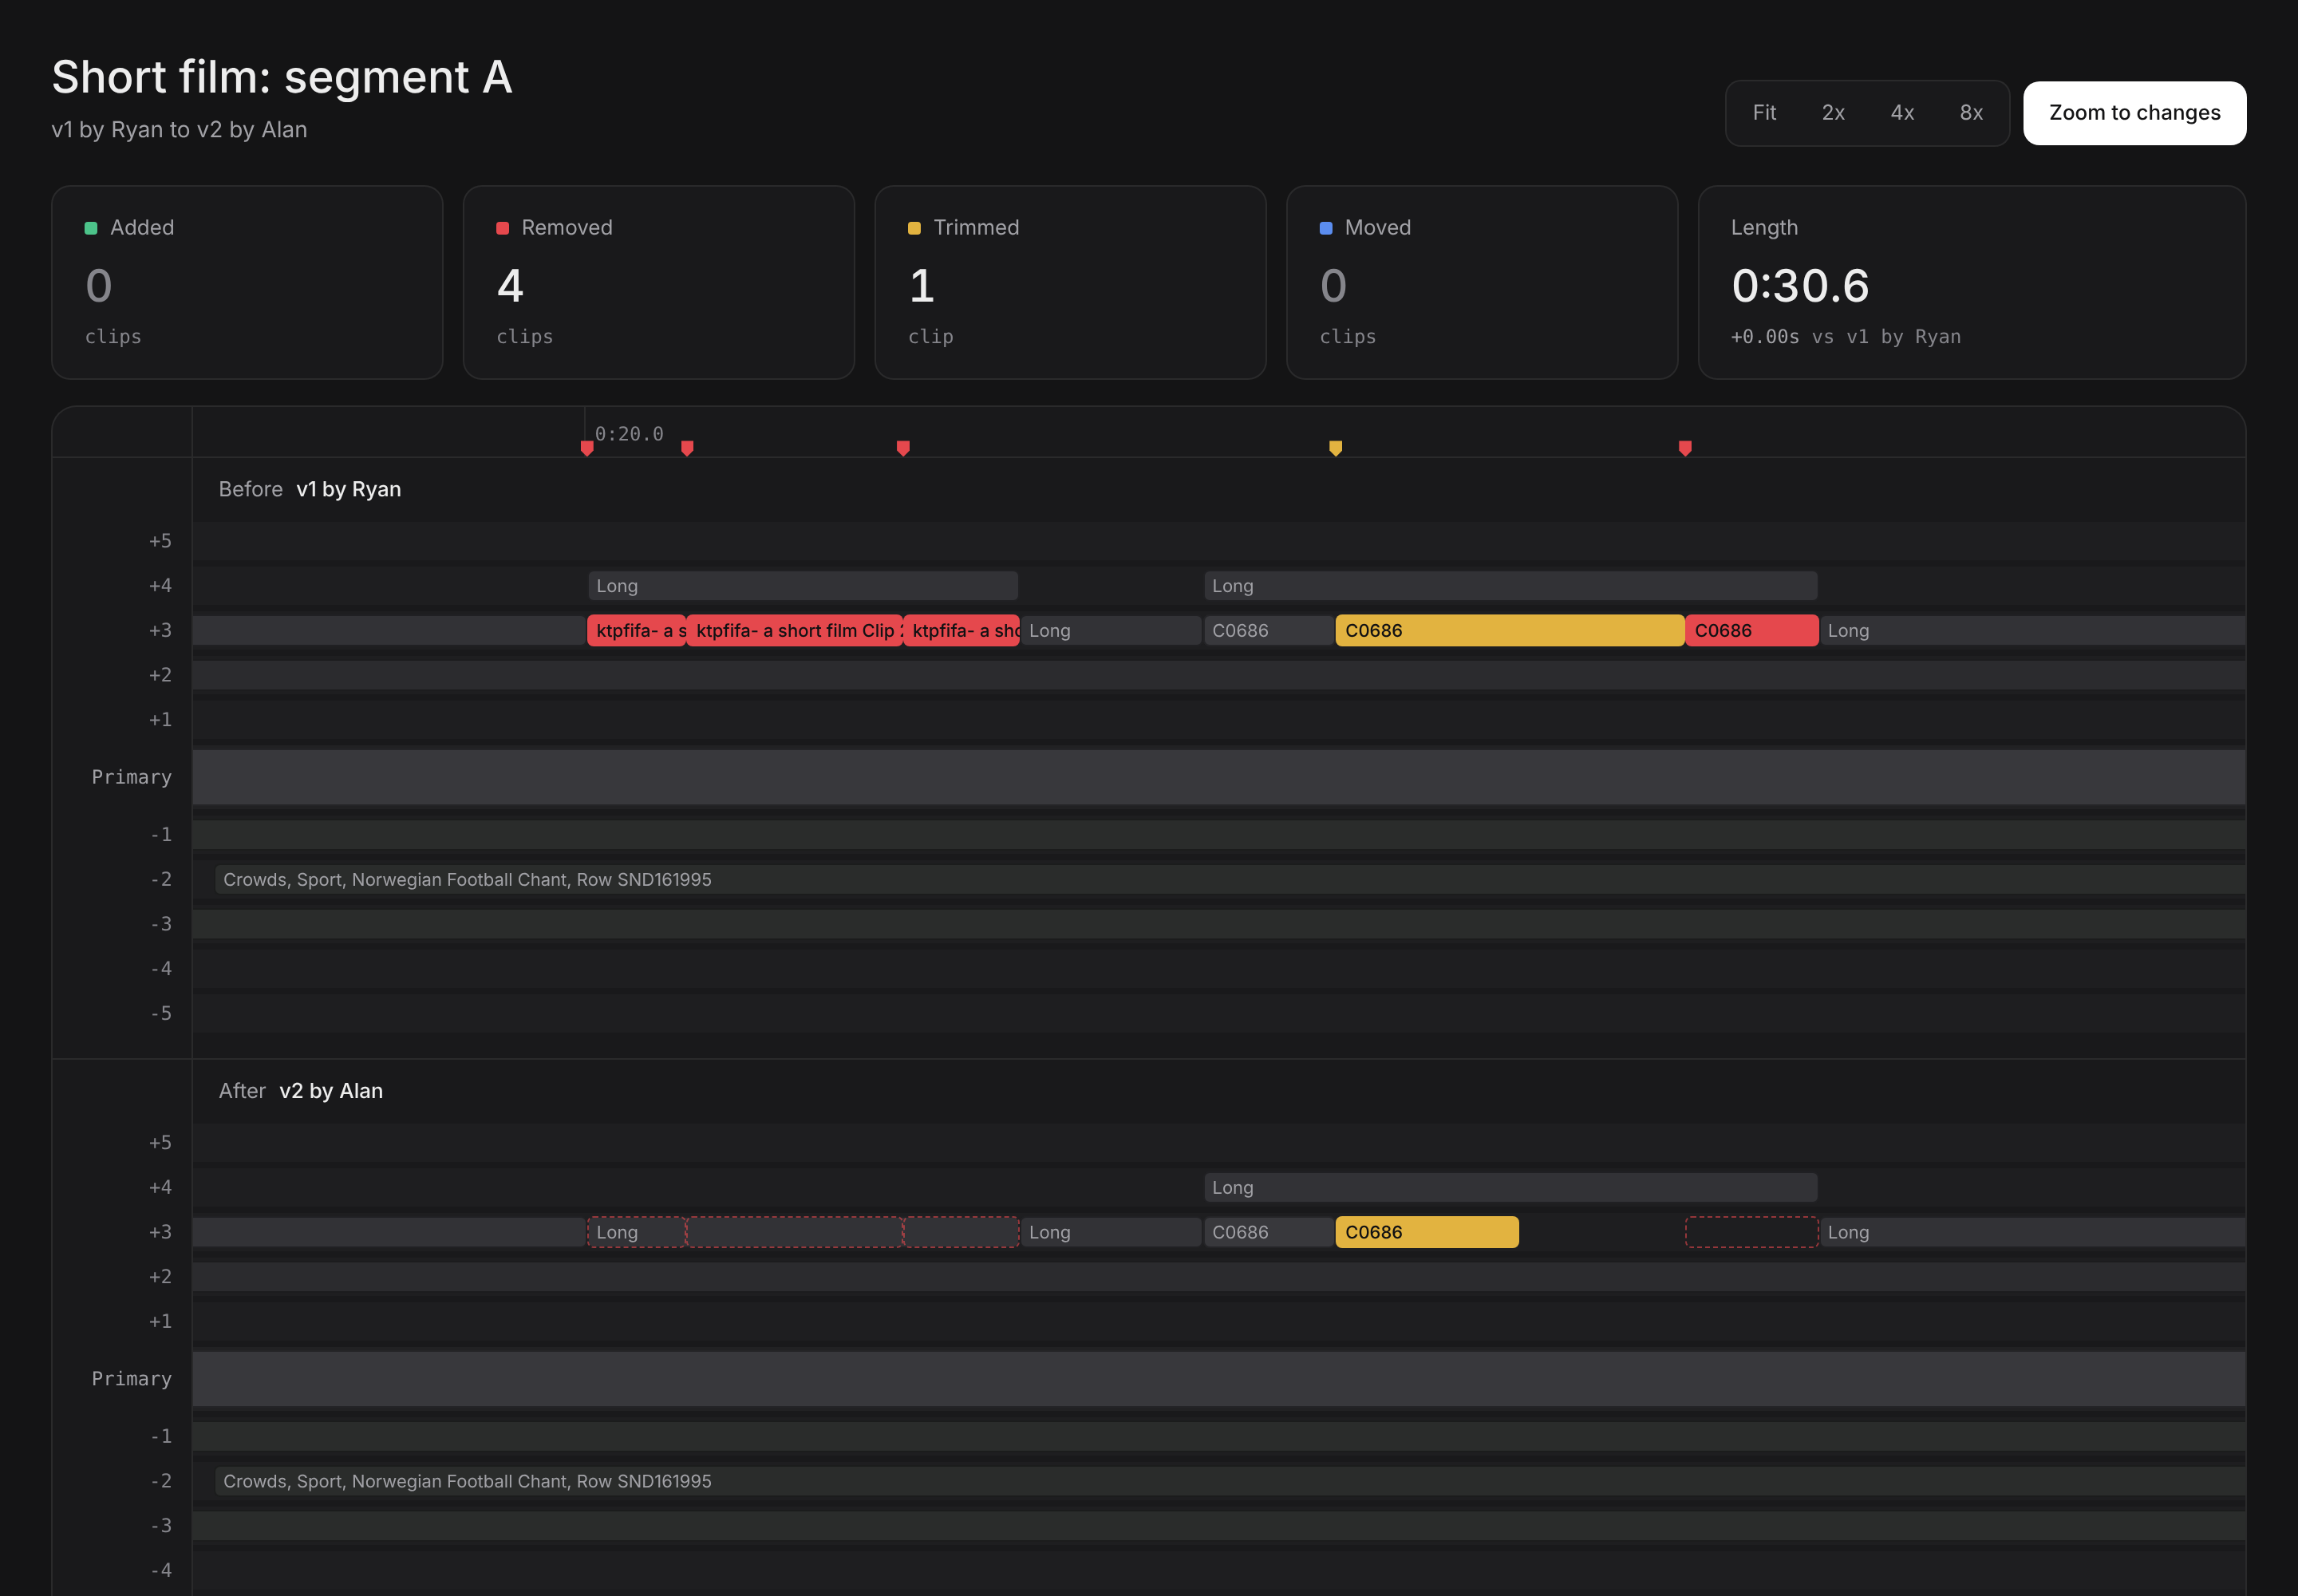 Short film: segment A
v1 by Ryan to v2 by Alan
Fit 2x 4x 8x
Zoom to changes
Added
0
clips
Removed
4
clips
Trimmed
1
clip
Moved
0
clips
Length
0:30.6
+0.00s vs v1 by Ryan
0:20.0
Before v1 by Ryan
+5
+4 Long Long
+3 ktpfifa- a s ktpfifa- a short film Clip ktpfifa- a sho Long C0686 C0686 C0686 Long
+2
+1
Primary
-1
-2 Crowds, Sport, Norwegian Football Chant, Row SND161995
-3
-4
-5
After v2 by Alan
+5
+4 Long
+3 Long Long C0686 C0686 Long
+2
+1
Primary
-1
-2 Crowds, Sport, Norwegian Football Chant, Row SND161995
-3
-4